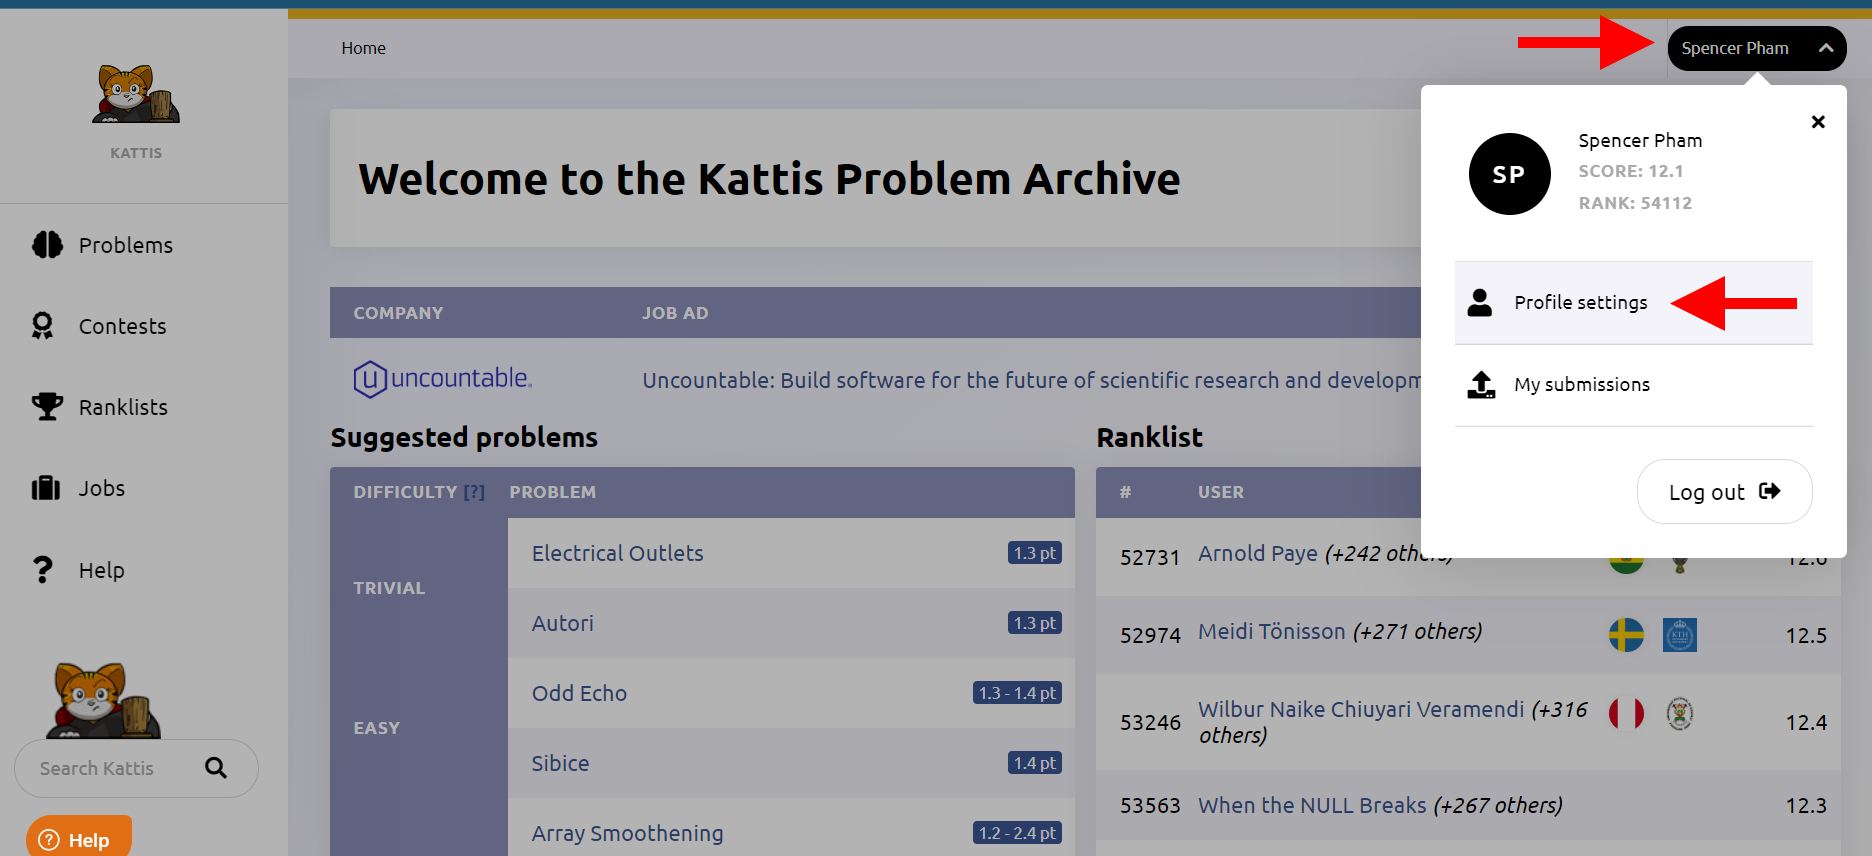 Home
Spencer Pham
KATTIS
Problems
Contests
Ranklists
Jobs
Help
Search Kattis
Help
Welcome to the Kattis Problem Archive
COMPANY JOB AD
uncountable Uncountable: Build software for the future of scientific research and developm
Suggested problems
DIFFICULTY [?] PROBLEM
TRIVIAL
EASY
Electrical Outlets 1.3 pt
Autori 1.3 pt
Odd Echo 1.3 - 1.4 pt
Sibice 1.4 pt
Array Smoothening 1.2 - 2.4 pt
Ranklist
# USER
52731 Arnold Paye (+242 others) 12.6
52974 Meidi Tönisson (+271 others) KTH 12.5
53246 Wilbur Naike Chiuyari Veramendi (+316
others) 12.4
53563 When the NULL Breaks (+267 others) 12.3
SP
Spencer Pham
SCORE: 12.1
RANK: 54112
Profile settings
My submissions
Log out